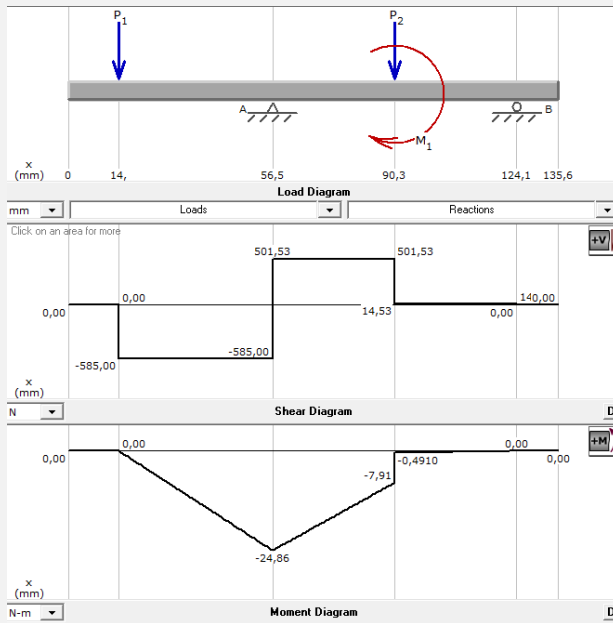 P1 P2
A B
M1
x
(mm) 0 14, 56,5 90,3 124,1 135,6
Load Diagram
mm Loads Reactions
Click on an area for more
+V
501,53 501,53
0,00 0,00 14,53 0,00 140,00
-585,00 -585,00
x
(mm)
N Shear Diagram D
+M
0,00 0,00 0,00 0,00
-0,4910
-7,91
-24,86
x
(mm)
N-m Moment Diagram D